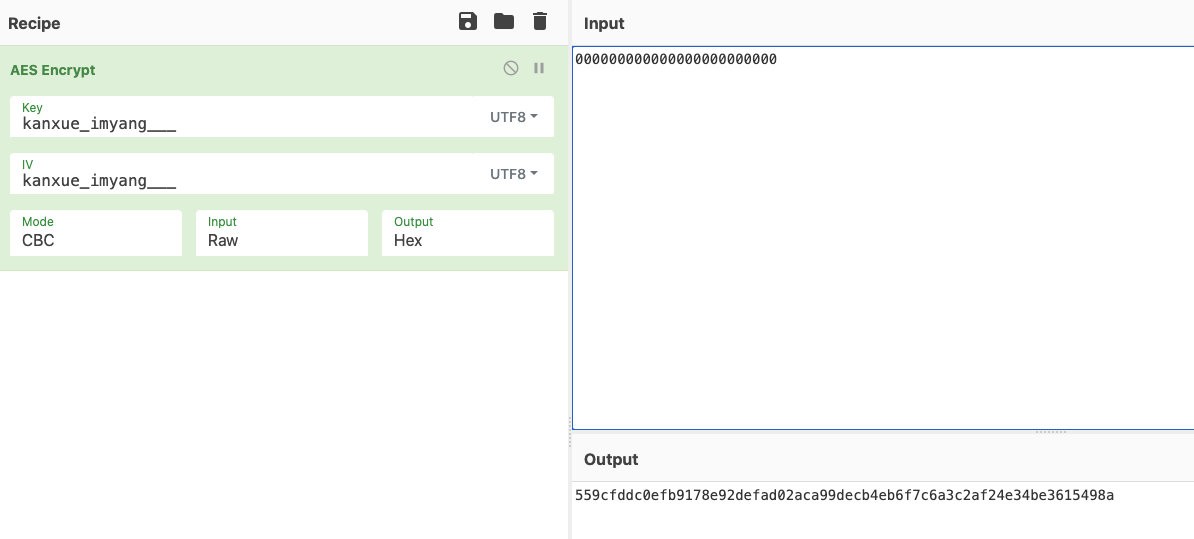 Recipe
AES Encrypt
Key
kanxue_imyang___
UTF8
IV
kanxue_imyang___
UTF8
Mode
CBC
Input
Raw
Output
Hex
Input
000000000000000000000000
Output
559cfddc0efb9178e92defad02aca99decb4eb6f7c6a3c2af24e34be3615498a